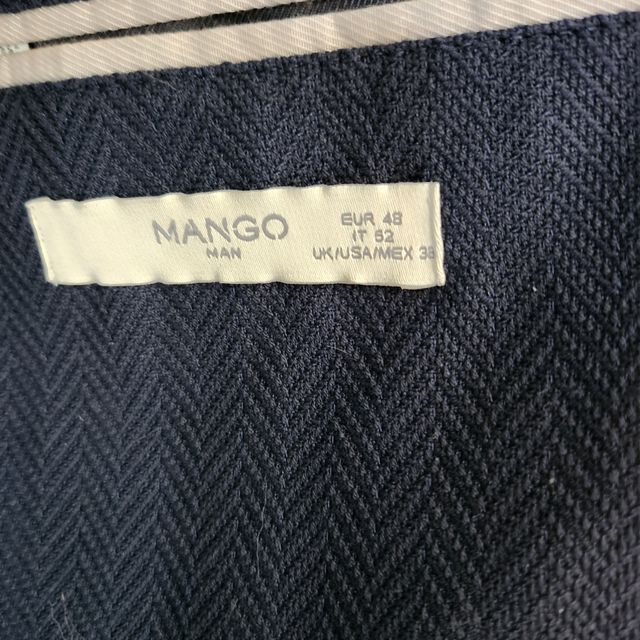 MANGO
MAN
EUR 48
IT 52
UK/USA/MEX 38